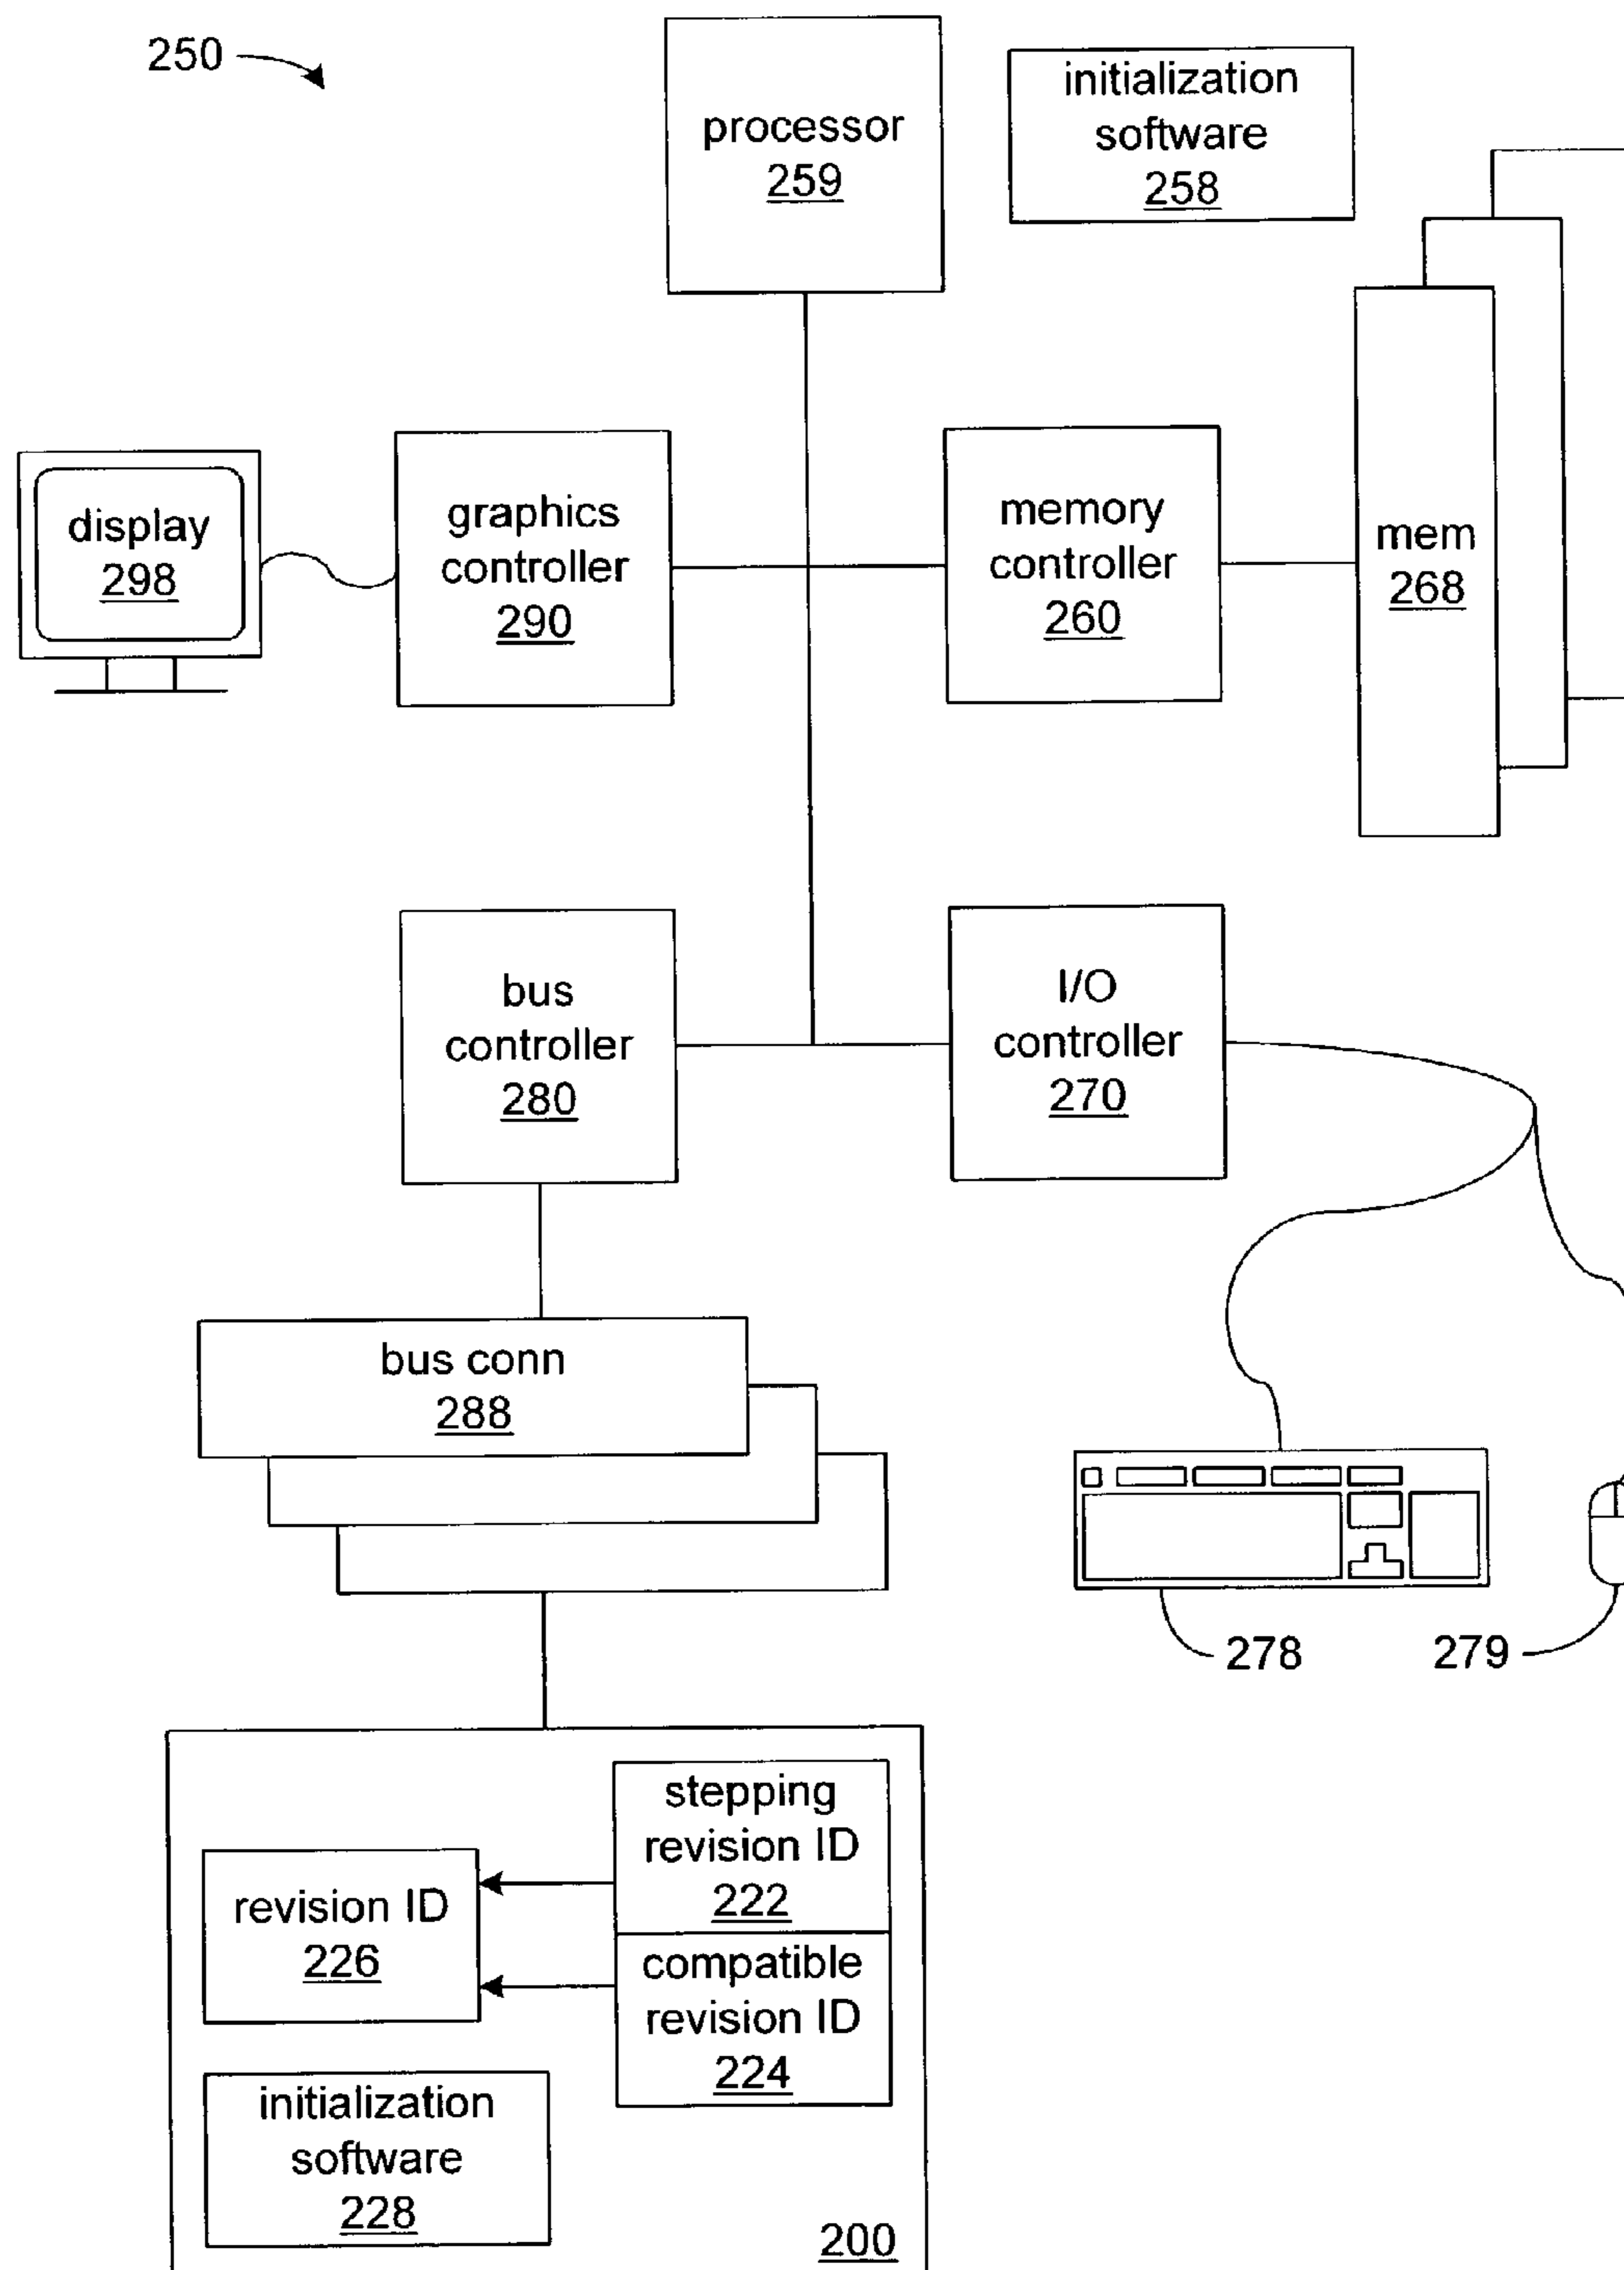 250
processor
259
initialization
software
258
display
298
graphics
controller
290
memory
controller
260
mem
268
bus
controller
280
I/O
controller
270
bus conn
288
278
279
stepping
revision ID
222
revision ID
226
compatible
revision ID
224
initialization
software
228
200